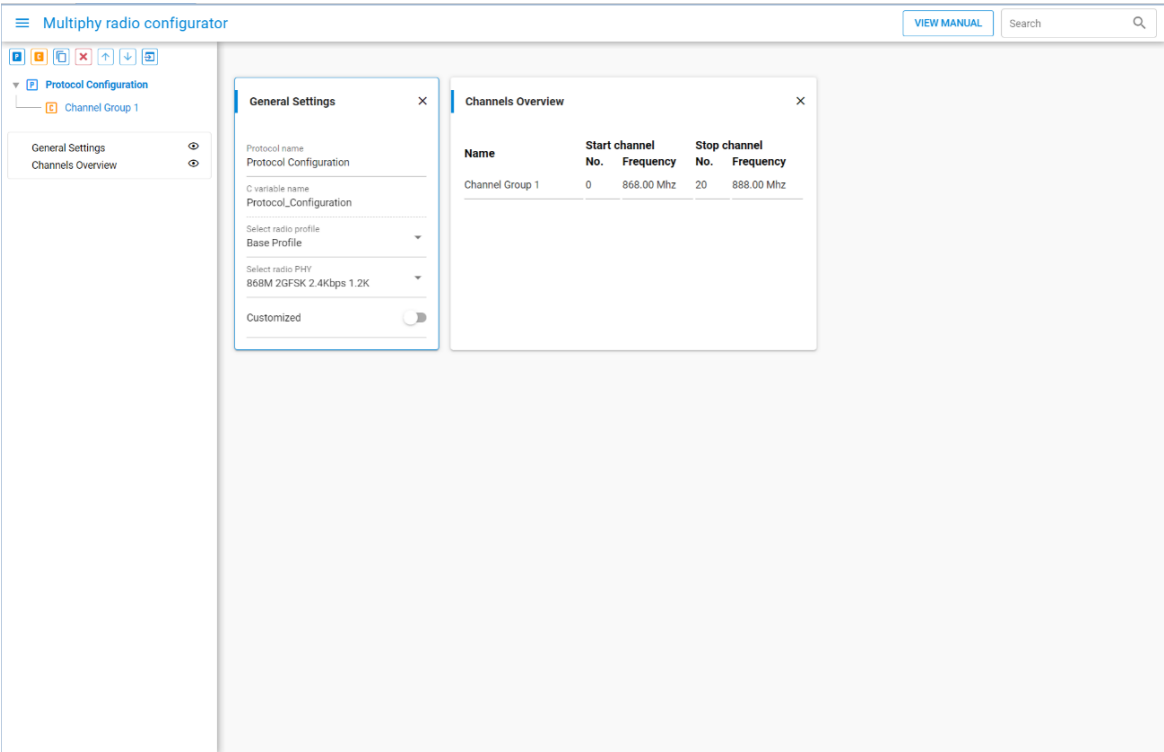 Multiphy radio configurator
VIEW MANUAL
Search
P
C
Protocol Configuration
Channel Group 1
General Settings
Channels Overview
General Settings
Protocol name
Protocol Configuration
C variable name
Protocol_Configuration
Select radio profile
Base Profile
Select radio PHY
868M 2GFSK 2.4Kbps 1.2K
Customized
Channels Overview
Start channel Stop channel
Name No. Frequency No. Frequency
Channel Group 1 0 868.00 Mhz 20 888.00 Mhz